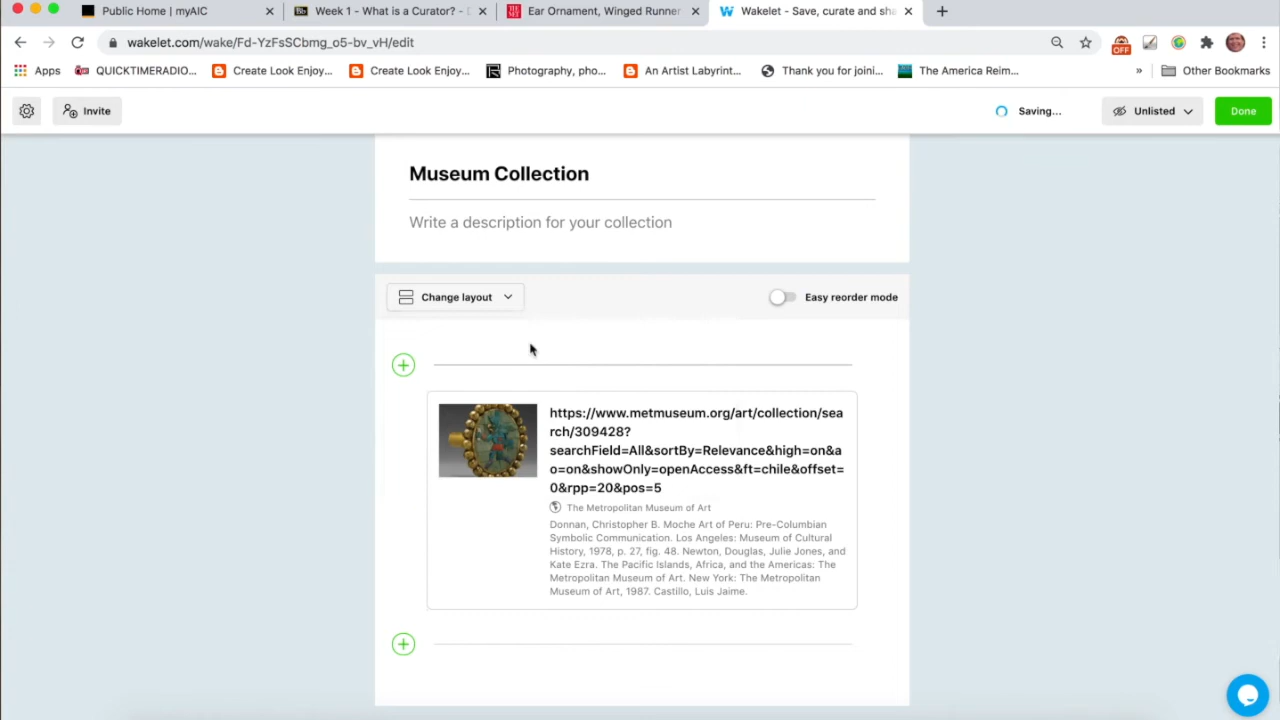 Public Home | myAIC
Week 1 - What is a Curator? -
Ear Ornament, Winged Runner
Wakelet - Save, curate and sha
wakelet.com/wake/Fd-YzFsSCbmg_o5-bv_vH/edit
OFF
Apps QUICKTIMERADIO... Create Look Enjoy... Create Look Enjoy... Photography, pho... An Artist Labyrint... Thank you for joini... The America Reim... » Other Bookmarks
Invite
Saving...
Unlisted
Done
Museum Collection
Write a description for your collection
Change layout
Easy reorder mode
https://www.metmuseum.org/art/collection/sea
rch/309428?
searchField=All&sortBy=Relevance&high=on&a
o=on&showOnly=openAccess&ft=chile&offset=
0&rpp=20&pos=5
The Metropolitan Museum of Art
Donnan, Christopher B. Moche Art of Peru: Pre-Columbian
Symbolic Communication. Los Angeles: Museum of Cultural
History, 1978, p. 27, fig. 48. Newton, Douglas, Julie Jones, and
Kate Ezra. The Pacific Islands, Africa, and the Americas: The
Metropolitan Museum of Art. New York: The Metropolitan
Museum of Art, 1987. Castillo, Luis Jaime.